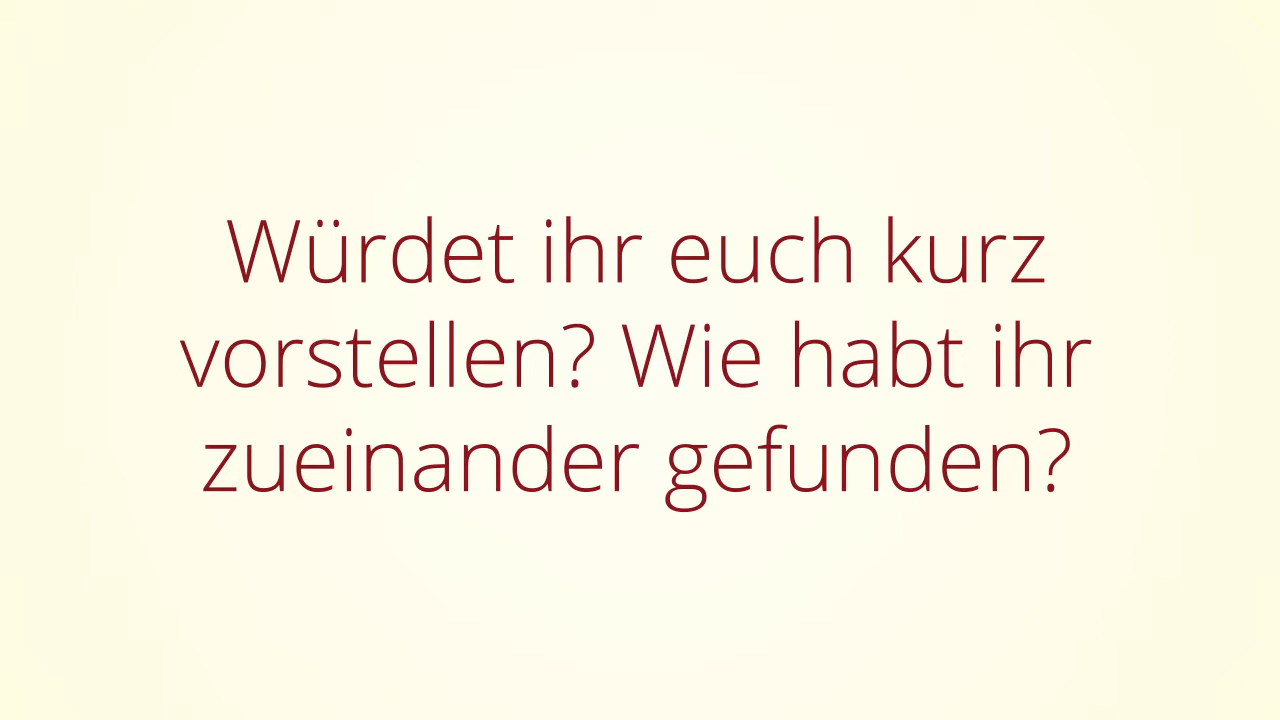 Würdet ihr euch kurz
vorstellen? Wie habt ihr
zueinander gefunden?